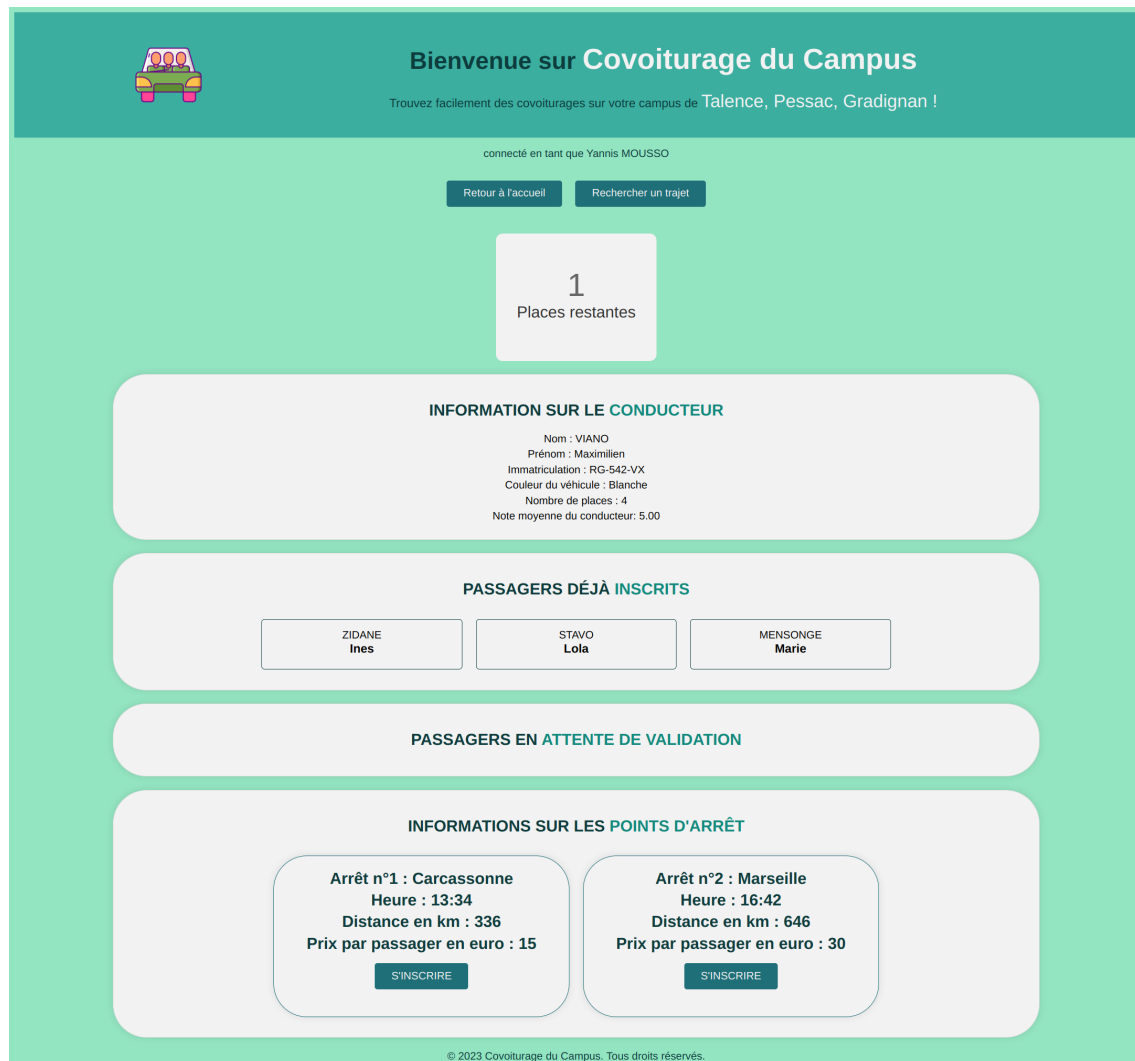 Bienvenue sur Covoiturage du Campus
Trouvez facilement des covoiturages sur votre campus de Talence, Pessac, Gradignan !
connecté en tant que Yannis MOUSSO
Retour à l'accueil
Rechercher un trajet
1
Places restantes
INFORMATION SUR LE CONDUCTEUR
Nom : VIANO
Prénom : Maximilien
Immatriculation : RG-542-VX
Couleur du véhicule : Blanche
Nombre de places : 4
Note moyenne du conducteur: 5.00
PASSAGERS DÉJÀ INSCRITS
ZIDANE
Ines
STAVO
Lola
MENSONGE
Marie
PASSAGERS EN ATTENTE DE VALIDATION
INFORMATIONS SUR LES POINTS D'ARRÊT
Arrêt n°1 : Carcassonne
Heure : 13:34
Distance en km : 336
Prix par passager en euro : 15
S'INSCRIRE
Arrêt n°2 : Marseille
Heure : 16:42
Distance en km : 646
Prix par passager en euro : 30
S'INSCRIRE
© 2023 Covoiturage du Campus. Tous droits réservés.